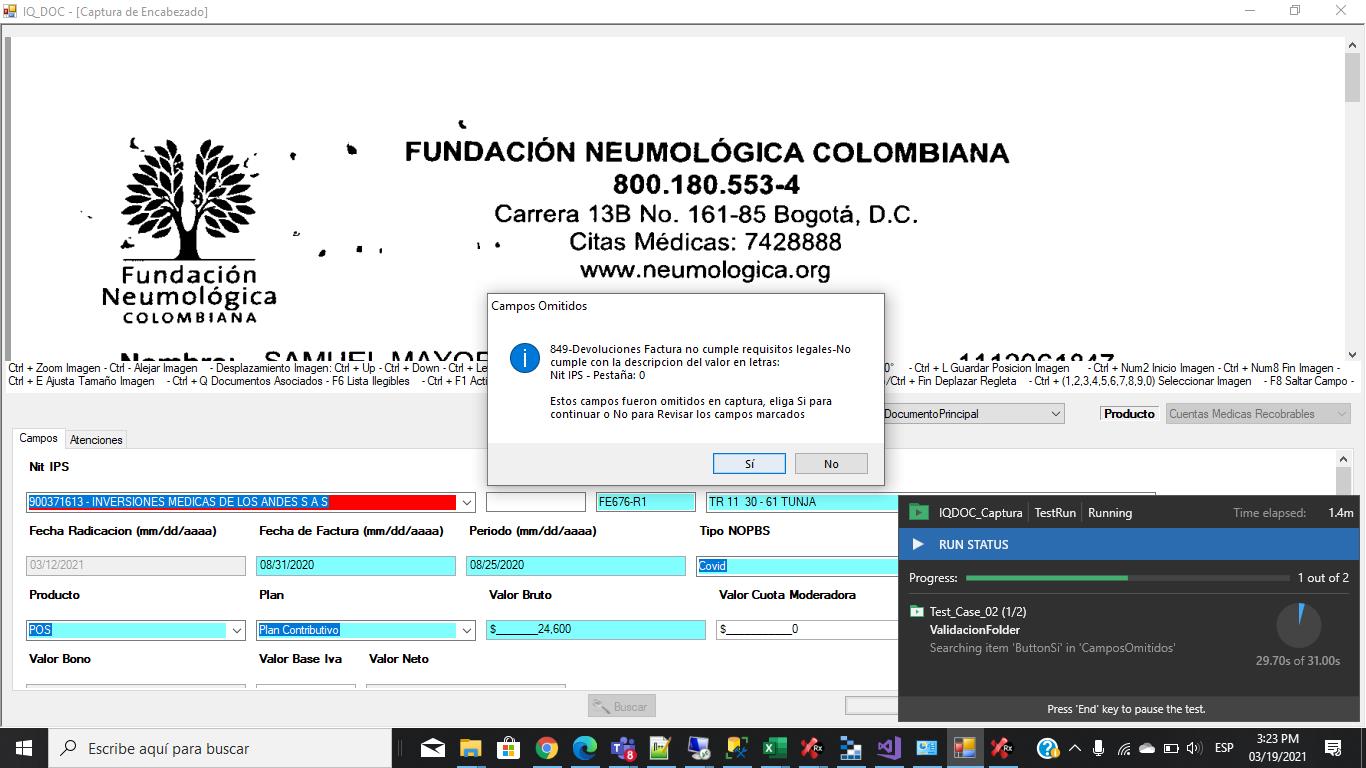 IQ_DOC - [Captura de Encabezado]
FUNDACIÓN NEUMOLÓGICA COLOMBIANA
800.180.553-4
Carrera 13B No. 161-85 Bogotá, D.C.
Citas Médicas: 7428888
www.neumologica.org
Fundación
Neumológica
COLOMBIANA
Nombre: SAMUEL MAYOR
1112061847
Ctrl + Zoom Imagen - Ctrl - Alejar Imagen - Desplazamiento Imagen: Ctrl + Up - Ctrl + Down - Ctrl + Le
0° - Ctrl + L Guardar Posicion Imagen - Ctrl + Num2 Inicio Imagen - Ctrl + Num8 Fin Imagen -
Ctrl + E Ajusta Tamaño Imagen - Ctrl + Q Documentos Asociados - F6 Lista Ilegibles - Ctrl + F1 Acti
/Ctrl + Fin Deplazar Regleta - Ctrl + (1,2,3,4,5,6,7,8,9,0) Seleccionar Imagen - F8 Saltar Campo -
Campos Omitidos
849-Devoluciones Factura no cumple requisitos legales-No
cumple con la descripcion del valor en letras:
Nit IPS - Pestaña: 0
Estos campos fueron omitidos en captura, eliga Si para
continuar o No para Revisar los campos marcados
Sí
No
DocumentoPrincipal
Producto
Cuentas Medicas Recobrables
Campos
Atenciones
Nit IPS
900371613 - INVERSIONES MEDICAS DE LOS ANDES S A S
FE676-R1
TR 11 30 - 61 TUNJA
Fecha Radicacion (mm/dd/aaaa)
Fecha de Factura (mm/dd/aaaa)
Periodo (mm/dd/aaaa)
Tipo NOPBS
03/12/2021
08/31/2020
08/25/2020
Covid
Producto
Plan
Valor Bruto
Valor Cuota Moderadora
POS
Plan Contributivo
$_______24,600
$___________0
Valor Bono
Valor Base Iva
Valor Neto
Buscar
IQDOC_Captura
TestRun
Running
Time elapsed:
1.4m
RUN STATUS
Progress:
1 out of 2
Test_Case_02 (1/2)
ValidacionFolder
Searching item 'ButtonSi' in 'CamposOmitidos'
29.70s of 31.00s
Press 'End' key to pause the test.
Escribe aquí para buscar
8
Rx
Rx
ESP
3:23 PM
03/19/2021